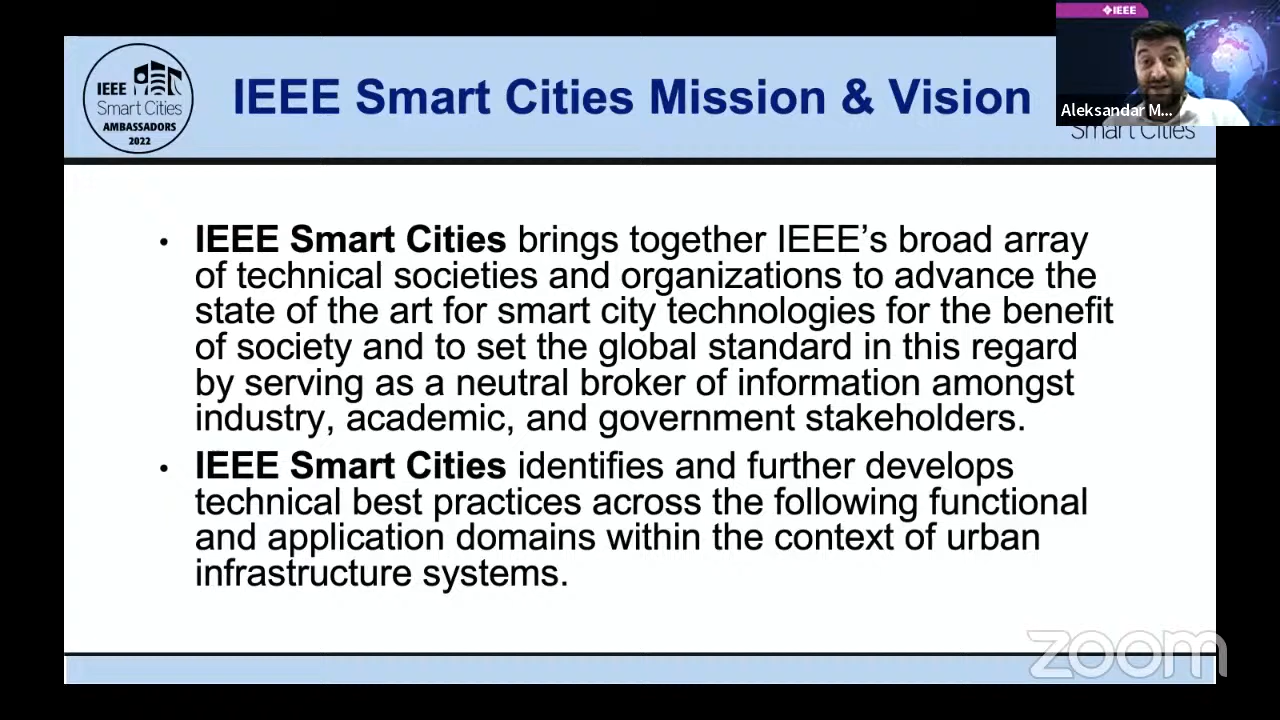 IEEE
Smart Cities
AMBASSADORS
2022
IEEE Smart Cities Mission & Vision
IEEE
Aleksandar M...
Smart Cities
• IEEE Smart Cities brings together IEEE's broad array
of technical societies and organizations to advance the
state of the art for smart city technologies for the benefit
of society and to set the global standard in this regard
by serving as a neutral broker of information amongst
industry, academic, and government stakeholders.
• IEEE Smart Cities identifies and further develops
technical best practices across the following functional
and application domains within the context of urban
infrastructure systems.
zoom